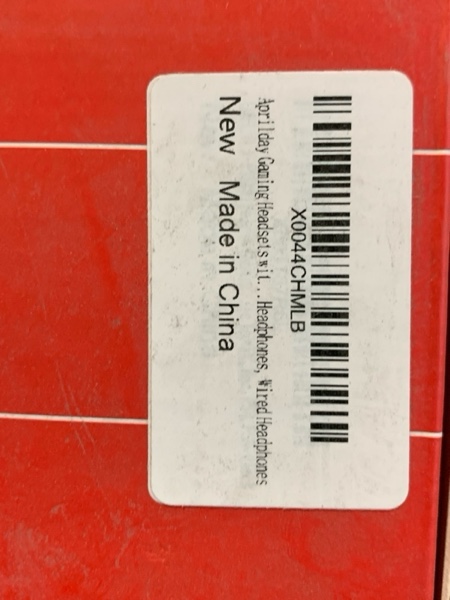 X0044CHMLB
Aprilday Gaming Headsets wit...Headphones, Wired Headphones
New Made in China